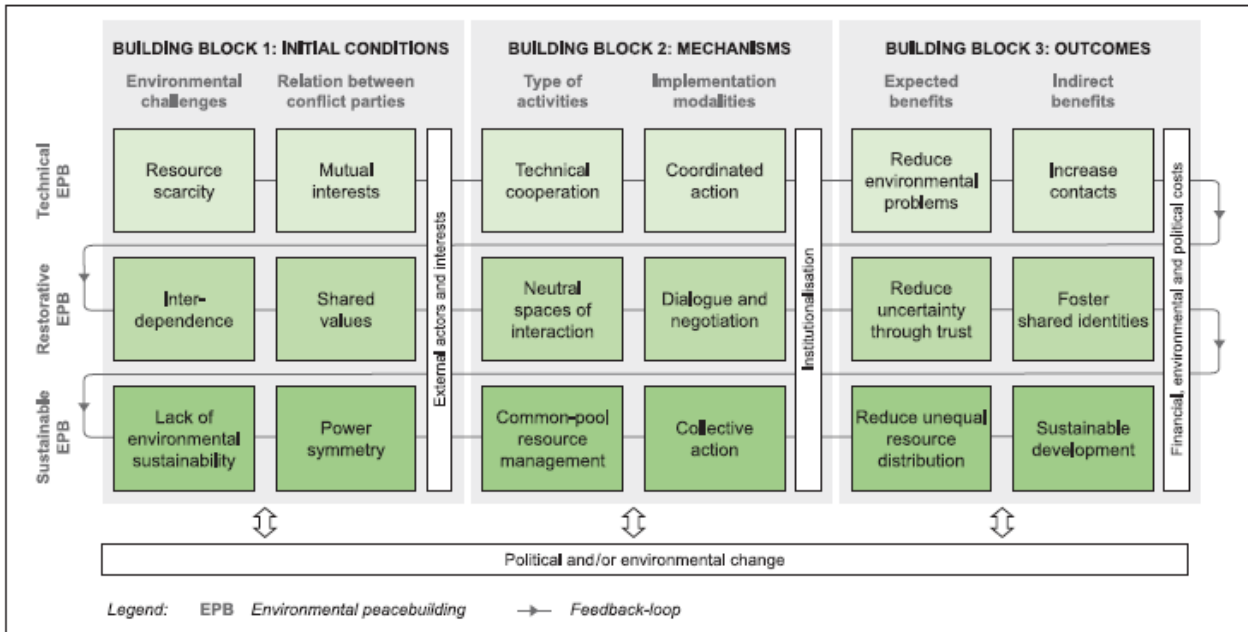 BUILDING BLOCK 1: INITIAL CONDITIONS
BUILDING BLOCK 2: MECHANISMS
BUILDING BLOCK 3: OUTCOMES
Environmental
challenges
Relation between
conflict parties
Type of
activities
Implementation
modalities
Expected
benefits
Indirect
benefits
Technical
EPB
Resource
scarcity
Mutual
interests
Technical
cooperation
Coordinated
action
Reduce
environmental
problems
Increase
contacts
Restorative
EPB
Inter-
dependence
Shared
values
Neutral
spaces of
interaction
Dialogue and
negotiation
Reduce
uncertainty
through trust
Foster
shared identities
Sustainable
EPB
Lack of
environmental
sustainability
Power
symmetry
Common-pool
resource
management
Collective
action
Reduce unequal
resource
distribution
Sustainable
development
External actors and interests
Institutionalisation
Financial, environmental and political costs
Political and/or environmental change
Legend: EPB Environmental peacebuilding Feedback-loop